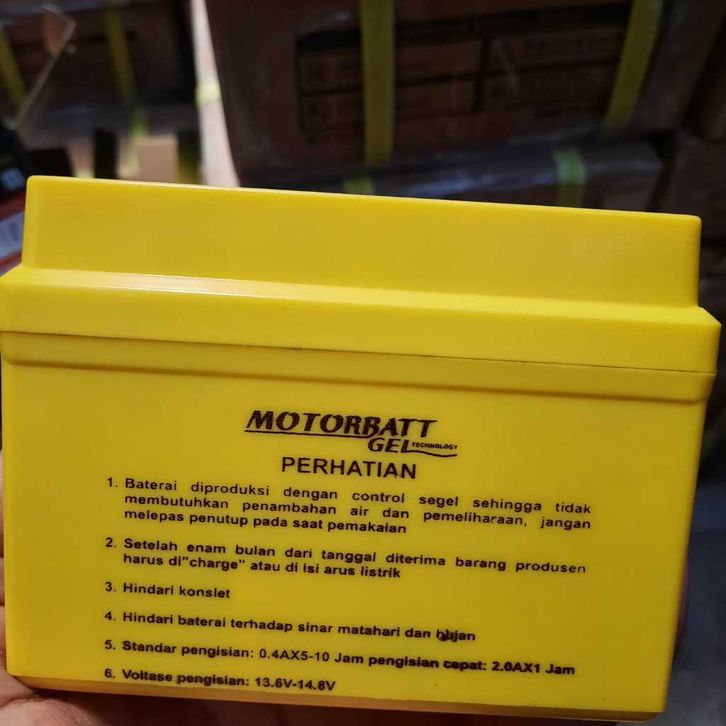 MOTORBATT
GEL TECHNOLOGY
PERHATIAN
1. Baterai diproduksi dengan control segel sehingga tidak
membutuhkan penambahan air dan pemeliharaan, jangan
melepas penutup pada saat pemakaian
2. Setelah enam bulan dari tanggal diterima barang produsen
harus di"charge" atau di isi arus listrik
3. Hindari konslet
4. Hindari baterai terhadap sinar matahari dan hujan
5. Standar pengisian: 0.4AX5-10 Jam pengisian cepat: 2.0AX1 Jam
6. Voltase pengisian: 13.6V-14.8V